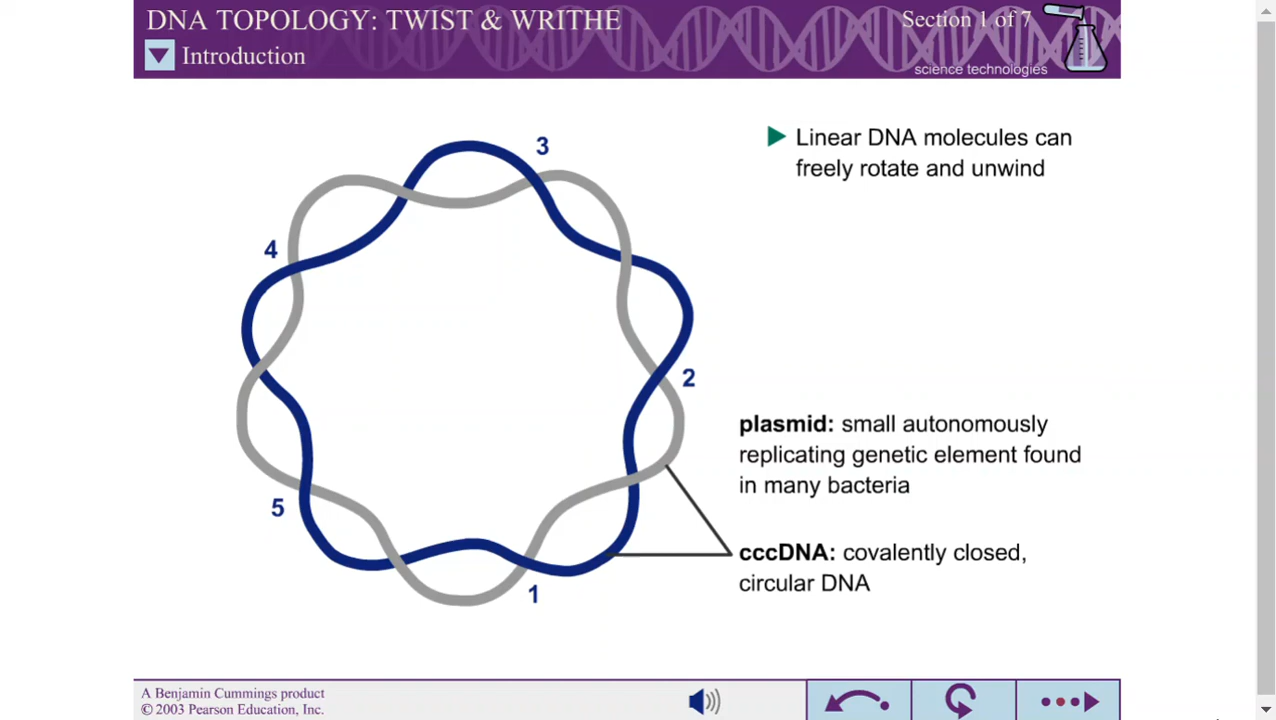 DNA TOPOLOGY: TWIST & WRITHE
Section 1 of 7
Introduction
science technologies
Linear DNA molecules can
freely rotate and unwind
3
4
2
plasmid: small autonomously
replicating genetic element found
in many bacteria
5
cccDNA: covalently closed,
circular DNA
1
A Benjamin Cummings product
© 2003 Pearson Education, Inc.